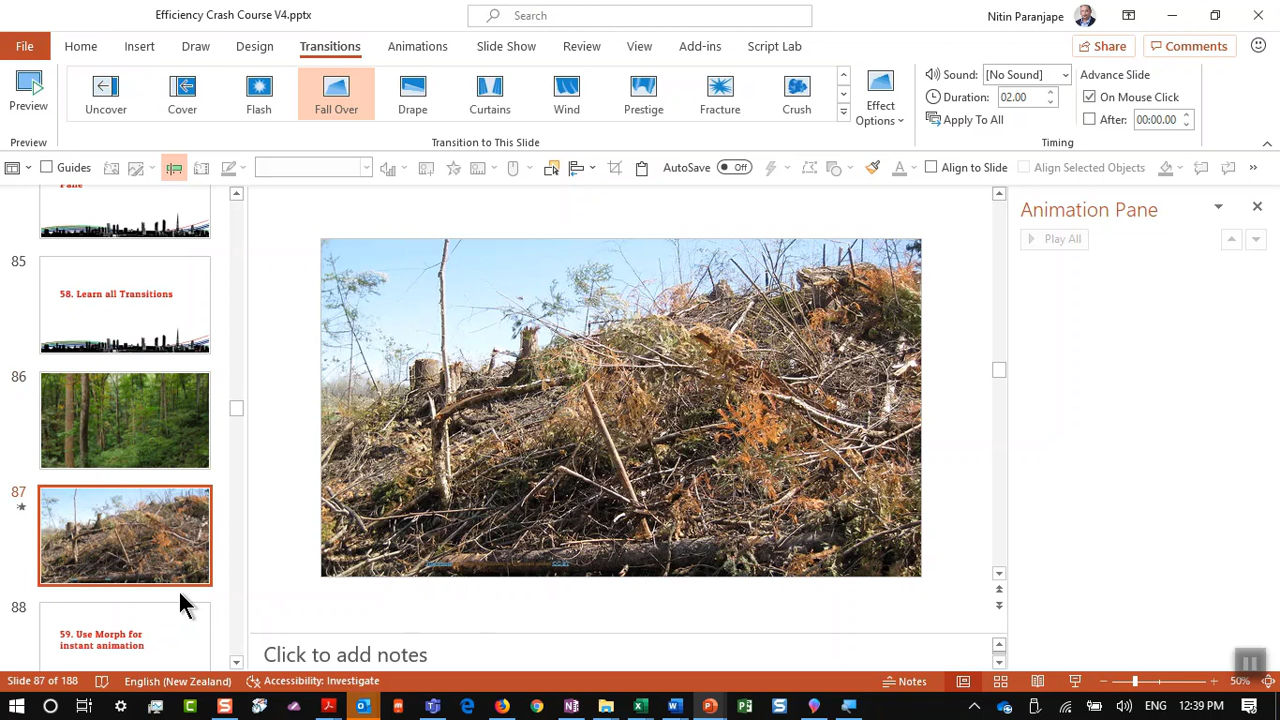 Efficiency Crash Course V4.pptx
Search
Nitin Paranjape
File Home Insert Draw Design Transitions Animations Slide Show Review View Add-ins Script Lab Share Comments
Preview
Uncover Cover Flash Fall Over Drape Curtains Wind Prestige Fracture Crush
Effect Options
Sound: [No Sound]
Duration: 02.00
Apply To All
Advance Slide
On Mouse Click
After: 00:00.00
Preview Transition to This Slide Timing
Guides AutoSave Off Align to Slide Align Selected Objects
Pane
85
58. Learn all Transitions
86
87
88
59. Use Morph for
instant animation
Animation Pane
Play All
Click to add notes
Slide 87 of 188 English (New Zealand) Accessibility: Investigate Notes 50%
ENG 12:39 PM